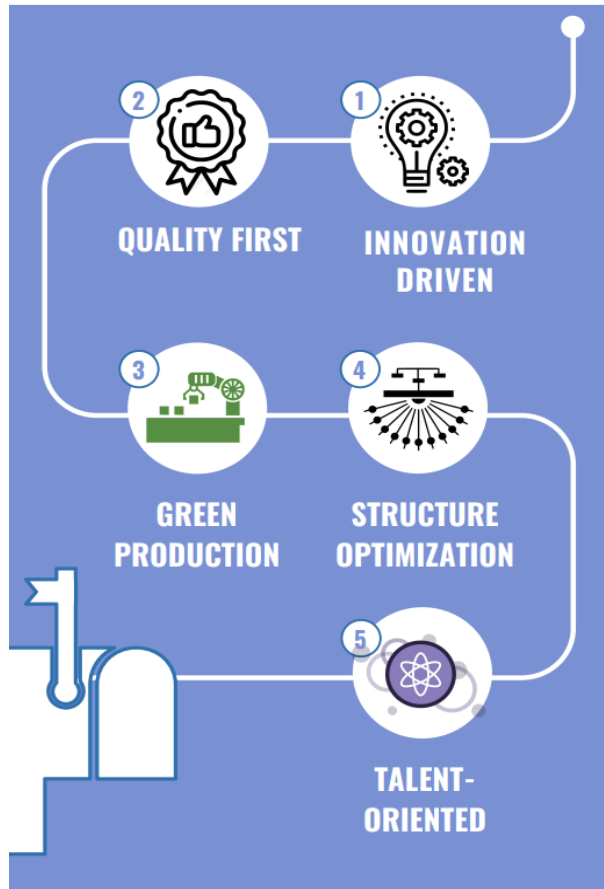 1
INNOVATION
DRIVEN
2
QUALITY FIRST
3
GREEN
PRODUCTION
4
STRUCTURE
OPTIMIZATION
5
TALENT-
ORIENTED